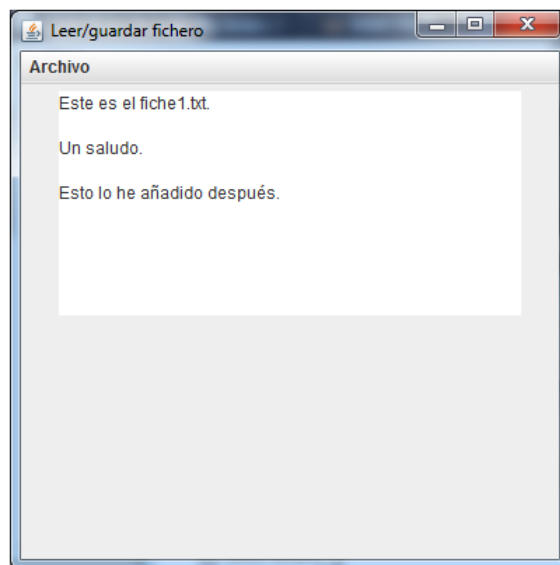 Leer/guardar fichero
Archivo
Este es el fiche1.txt.
Un saludo.
Esto lo he añadido después.